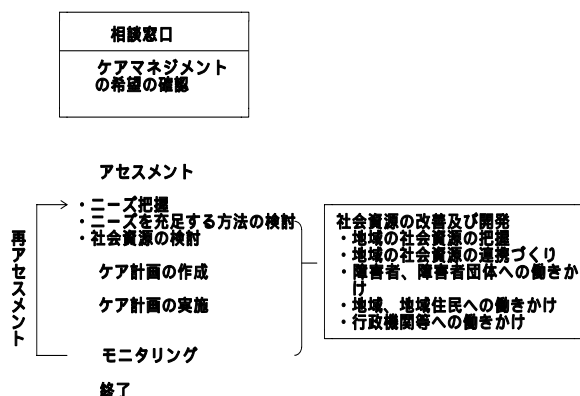 相談窓口
ケアマネジメント
の希望の確認
アセスメント
・ニーズ把握
・ニーズを充足する方法の検討
・社会資源の検討
ケア計画の作成
ケア計画の実施
モニタリング
終了
再アセスメント
社会資源の改善及び開発
・地域の社会資源の把握
・地域の社会資源の連携づくり
・障害者、障害者団体への働きか
け
・地域、地域住民への働きかけ
・行政機関等への働きかけ